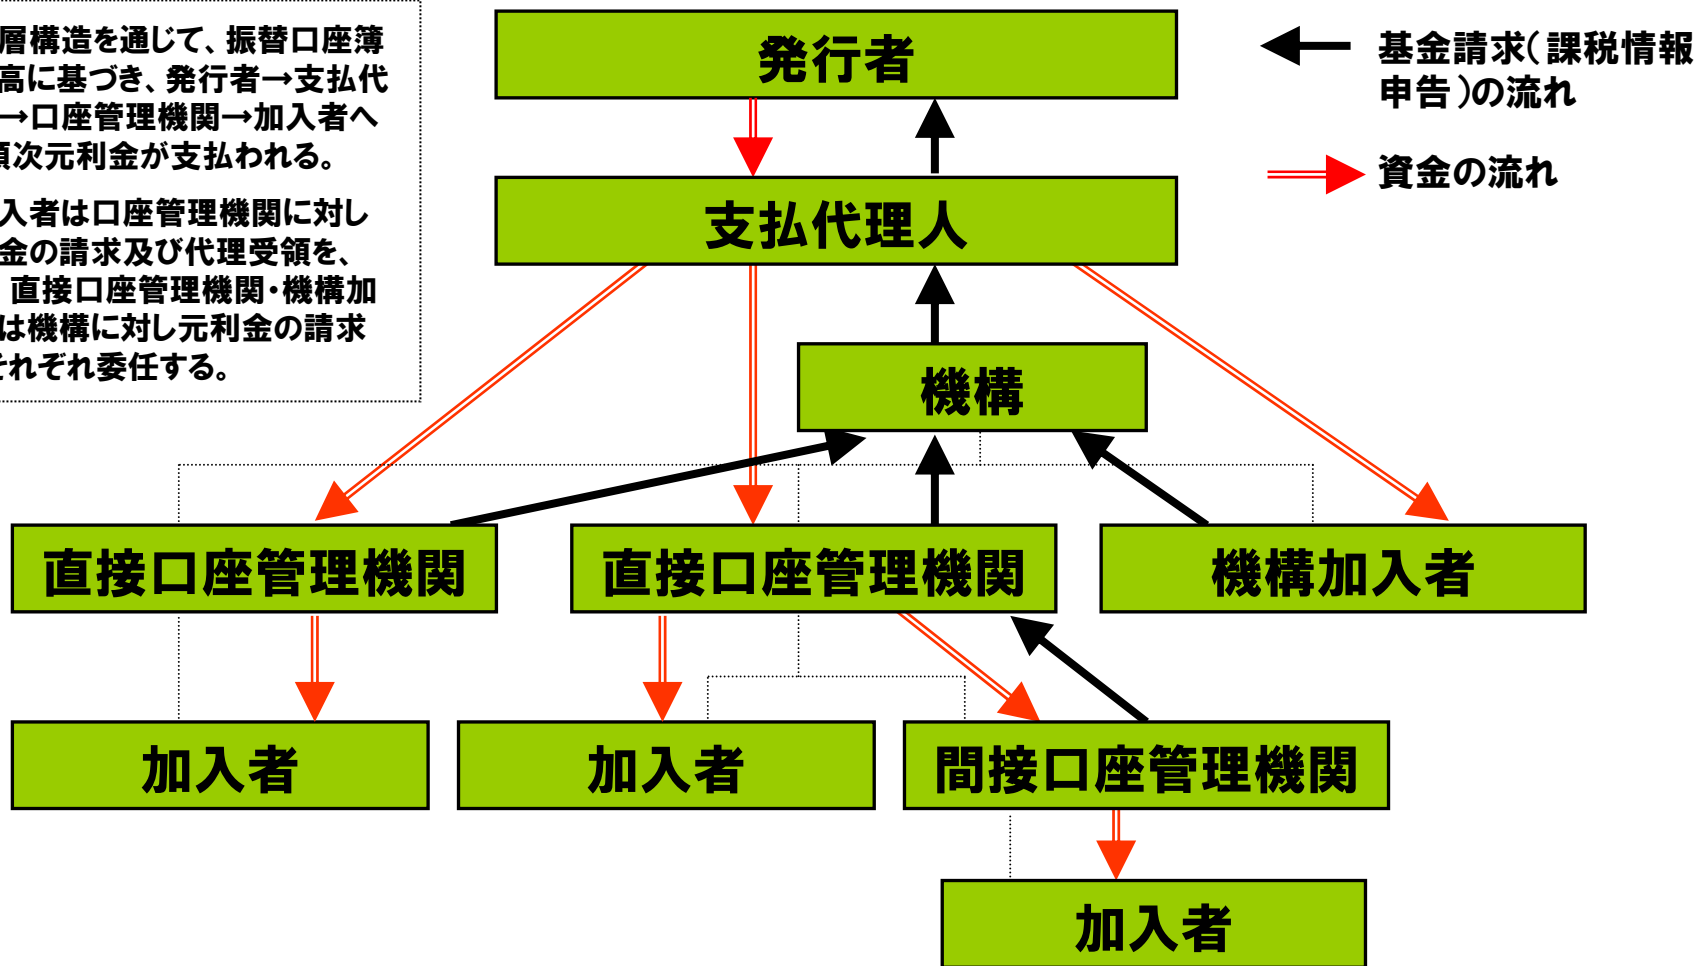 層構造を通じて、振替口座簿
高に基づき、発行者→支払代
→口座管理機関→加入者へ
次元利金が支払われる。
入者は口座管理機関に対し
金の請求及び代理受領を、
直接口座管理機関・機構加
は機構に対し元利金の請求
それぞれ委任する。
発行者
基金請求(課税情報
申告)の流れ
資金の流れ
支払代理人
機構
直接口座管理機関
直接口座管理機関
機構加入者
加入者
加入者
間接口座管理機関
加入者